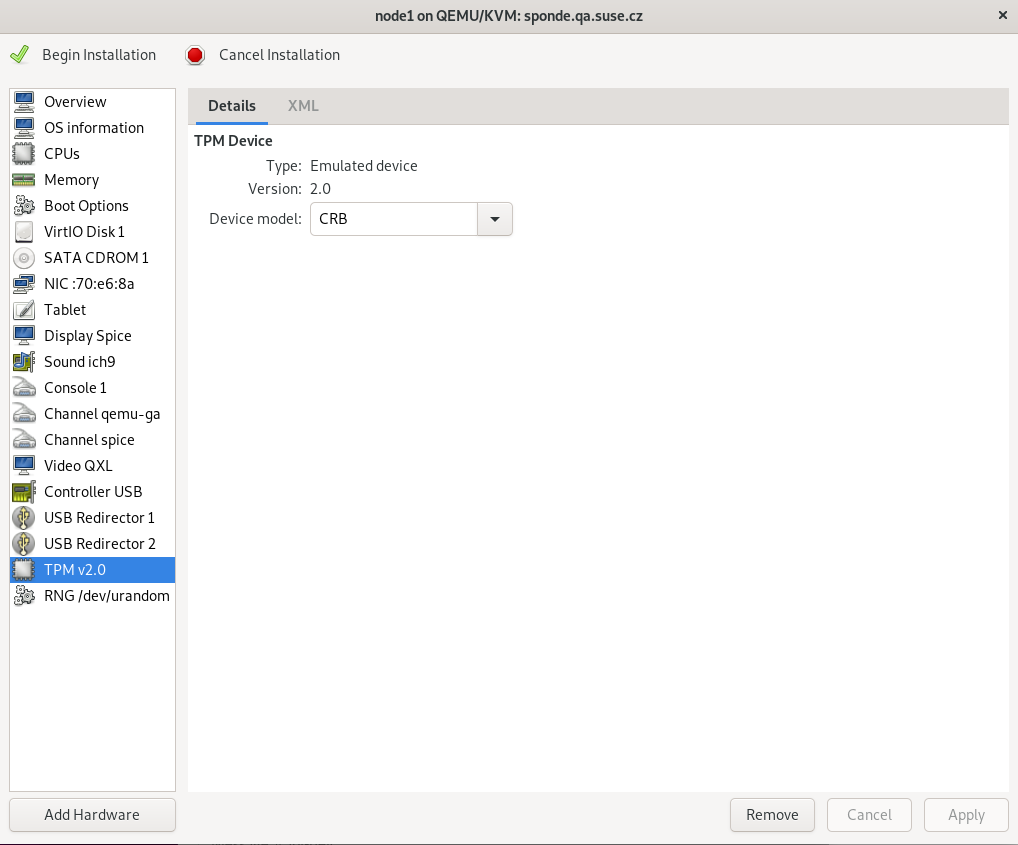 node1 on QEMU/KVM: sponde.qa.suse.cz
Begin Installation
Cancel Installation
Overview
OS information
CPUs
Memory
Boot Options
VirtIO Disk 1
SATA CDROM 1
NIC :70:e6:8a
Tablet
Display Spice
Sound ich9
Console 1
Channel qemu-ga
Channel spice
Video QXL
Controller USB
USB Redirector 1
USB Redirector 2
TPM v2.0
RNG /dev/urandom
Add Hardware
Details
XML
TPM Device
Type: Emulated device
Version: 2.0
Device model: CRB
Remove
Cancel
Apply